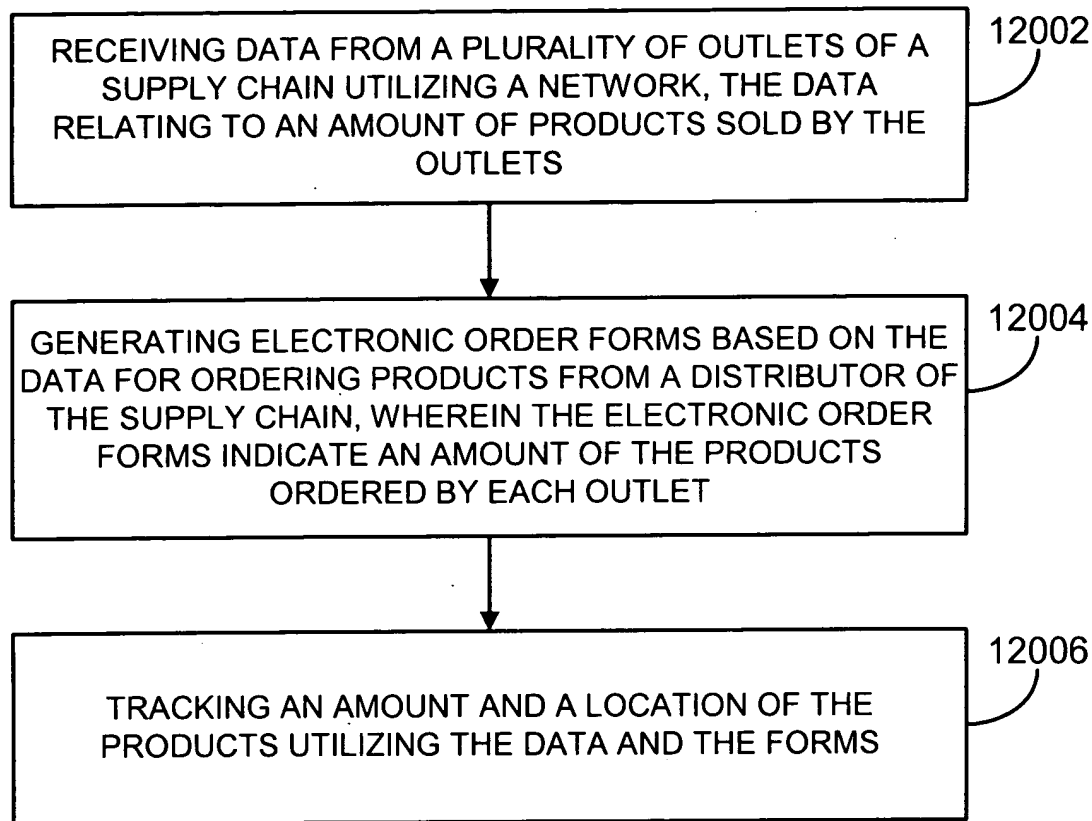 RECEIVING DATA FROM A PLURALITY OF OUTLETS OF A
SUPPLY CHAIN UTILIZING A NETWORK, THE DATA
RELATING TO AN AMOUNT OF PRODUCTS SOLD BY THE
OUTLETS
12002
GENERATING ELECTRONIC ORDER FORMS BASED ON THE
DATA FOR ORDERING PRODUCTS FROM A DISTRIBUTOR OF
THE SUPPLY CHAIN, WHEREIN THE ELECTRONIC ORDER
FORMS INDICATE AN AMOUNT OF THE PRODUCTS
ORDERED BY EACH OUTLET
12004
TRACKING AN AMOUNT AND A LOCATION OF THE
PRODUCTS UTILIZING THE DATA AND THE FORMS
12006